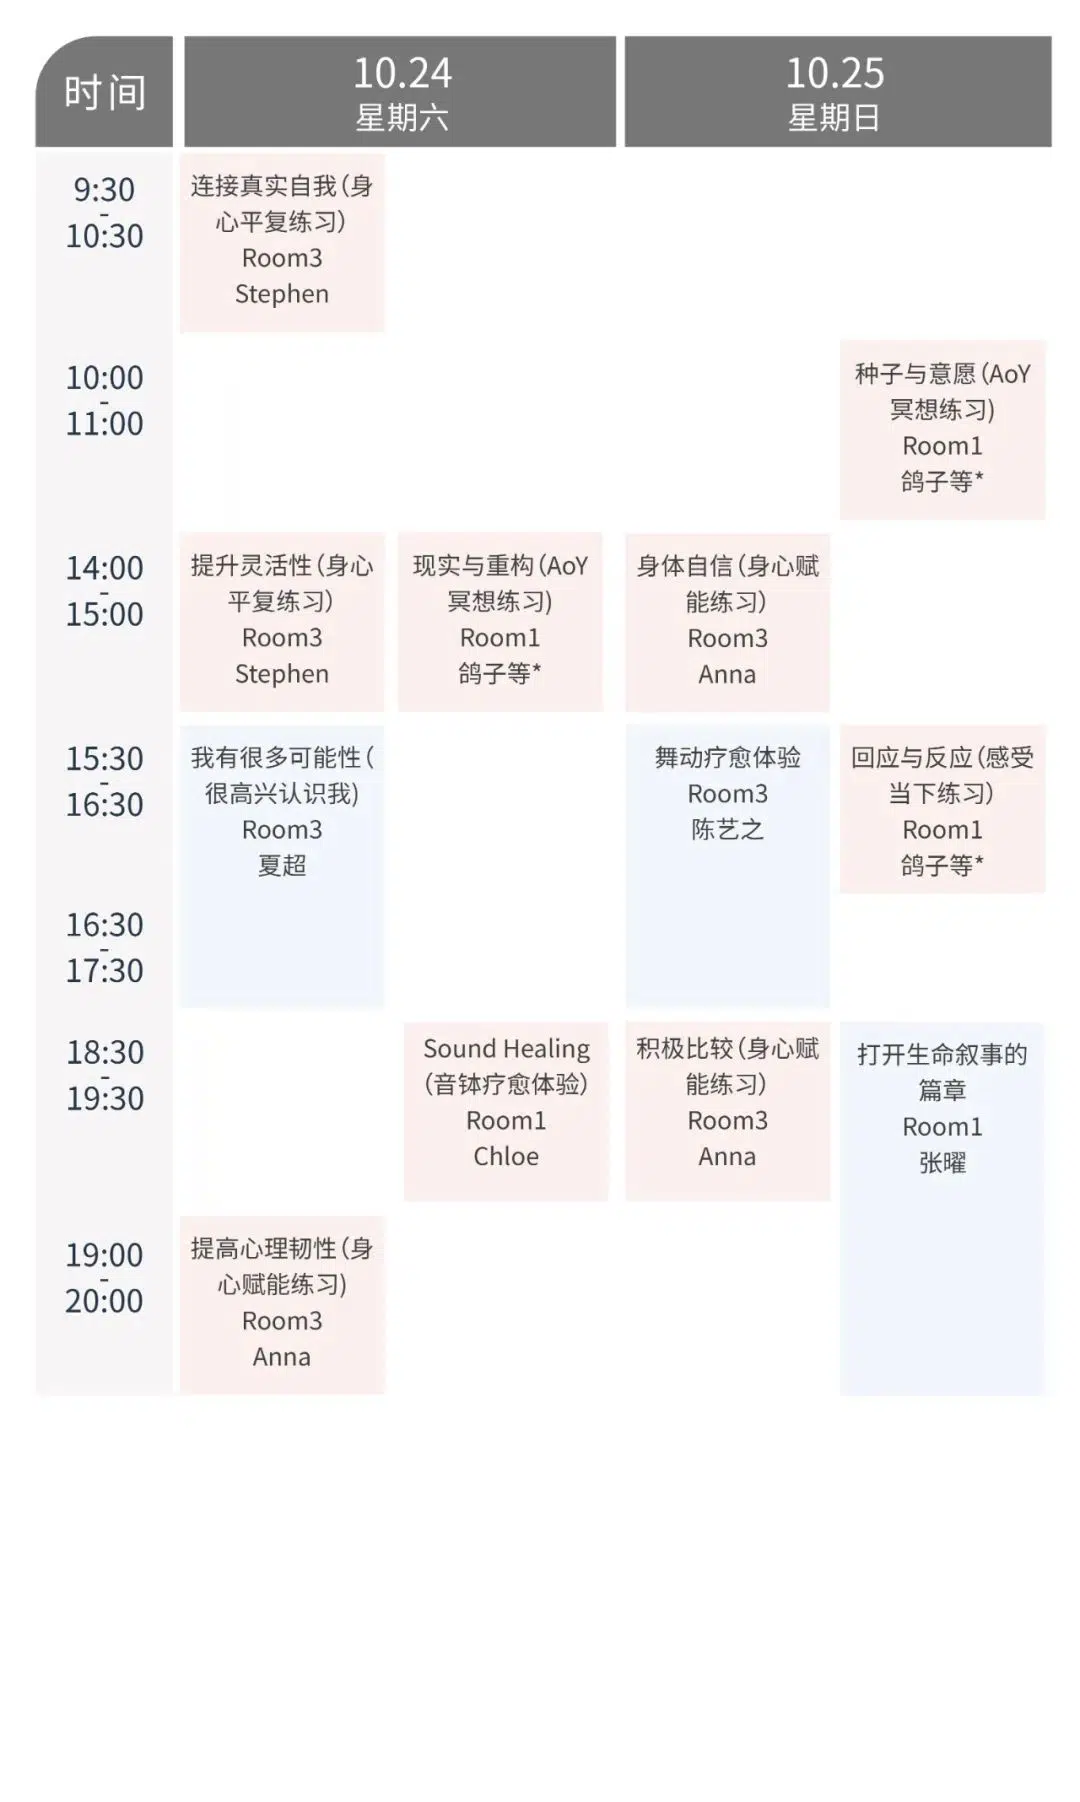 时间
10.24
星期六
10.25
星期日
9:30
-
10:30
连接真实自我（身
心平复练习）
Room3
Stephen
10:00
-
11:00
种子与意愿（AoY
冥想练习)
Room1
鸽子等*
14:00
-
15:00
提升灵活性（身心
平复练习）
Room3
Stephen
现实与重构（AoY
冥想练习)
Room1
鸽子等*
身体自信（身心赋
能练习）
Room3
Anna
15:30
-
16:30
我有很多可能性（
很高兴认识我)
Room3
夏超
舞动疗愈体验
Room3
陈艺之
回应与反应（感受
当下练习）
Room1
鸽子等*
16:30
-
17:30
18:30
-
19:30
Sound Healing
（音钵疗愈体验）
Room1
Chloe
积极比较（身心赋
能练习）
Room3
Anna
打开生命叙事的
篇章
Room1
张曜
19:00
-
20:00
提高心理韧性（身
心赋能练习)
Room3
Anna